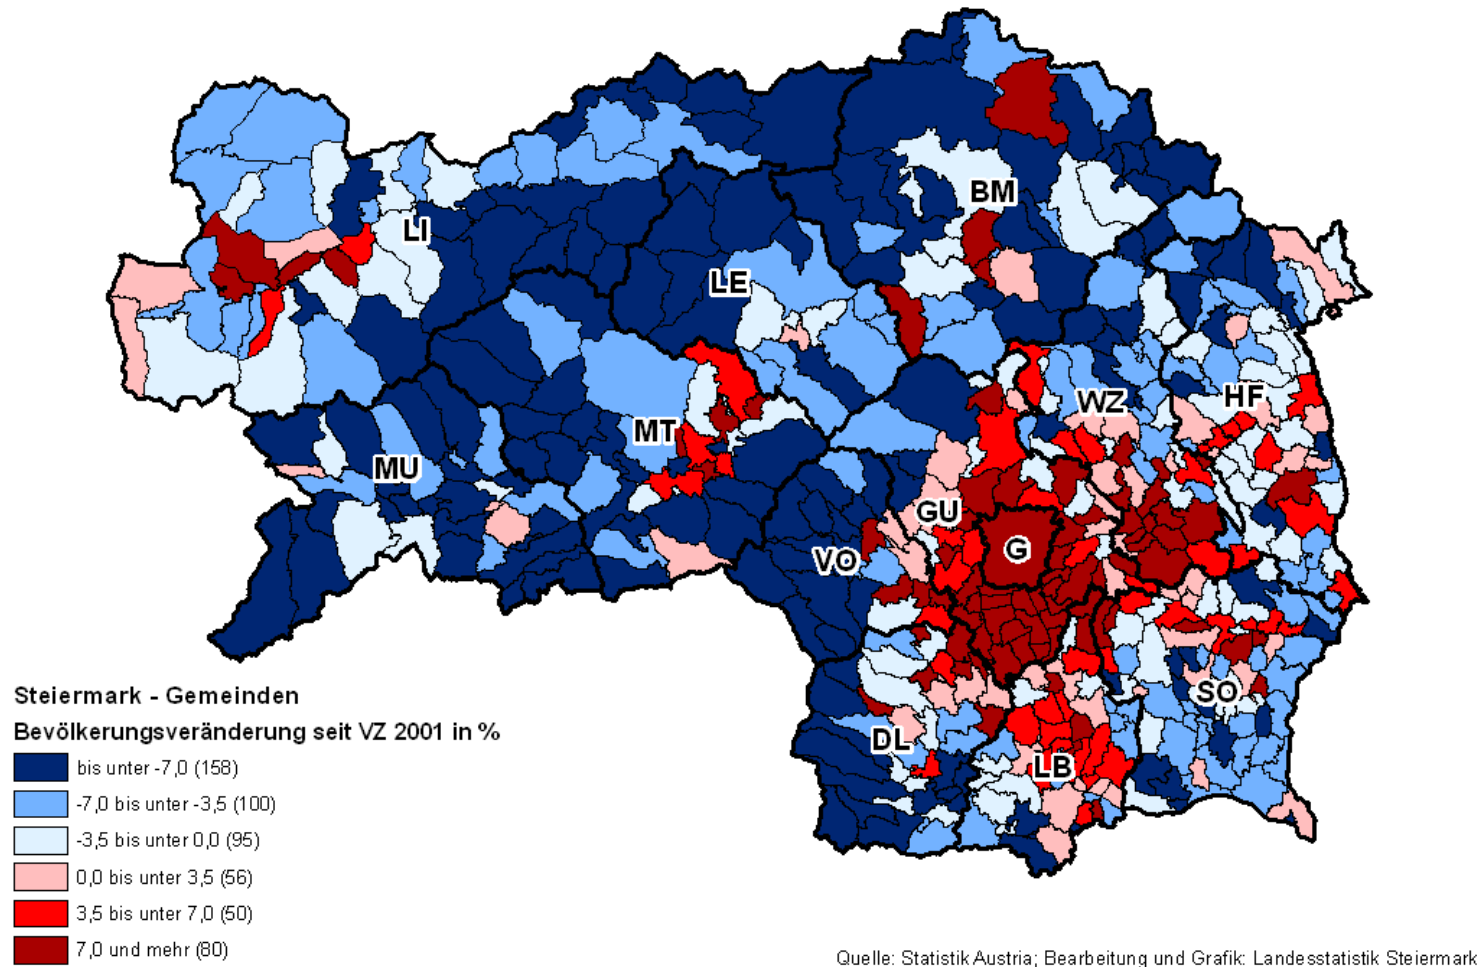 BM
LI
LE
WZ
HF
MT
MU
GU
G
VO
SO
DL
LB
Steiermark - Gemeinden
Bevölkerungsveränderung seit VZ 2001 in %
bis unter -7,0 (158)
-7,0 bis unter -3,5 (100)
-3,5 bis unter 0,0 (95)
0,0 bis unter 3,5 (56)
3,5 bis unter 7,0 (50)
7,0 und mehr (80)
Quelle: Statistik Austria; Bearbeitung und Grafik: Landesstatistik Steiermark